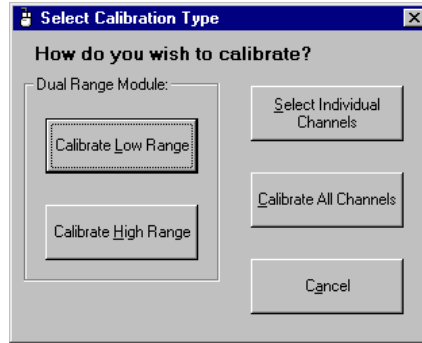 Select Calibration Type
How do you wish to calibrate?
Dual Range Module:
Calibrate Low Range
Calibrate High Range
Select Individual
Channels
Calibrate All Channels
Cancel